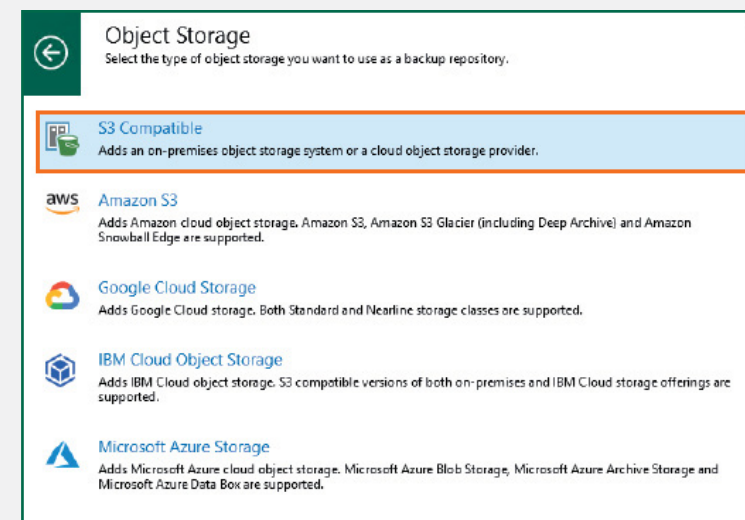 Object Storage
Select the type of object storage you want to use as a backup repository.
S3 Compatible
Adds an on-premises object storage system or a cloud object storage provider.
aws
Amazon S3
Adds Amazon cloud object storage. Amazon S3, Amazon S3 Glacier (including Deep Archive) and Amazon
Snowball Edge are supported.
Google Cloud Storage
Adds Google Cloud storage. Both Standard and Nearline storage classes are supported.
IBM Cloud Object Storage
Adds IBM Cloud object storage. S3 compatible versions of both on-premises and IBM Cloud storage offerings are
supported.
Microsoft Azure Storage
Adds Microsoft Azure cloud object storage. Microsoft Azure Blob Storage, Microsoft Azure Archive Storage and
Microsoft Azure Data Box are supported.